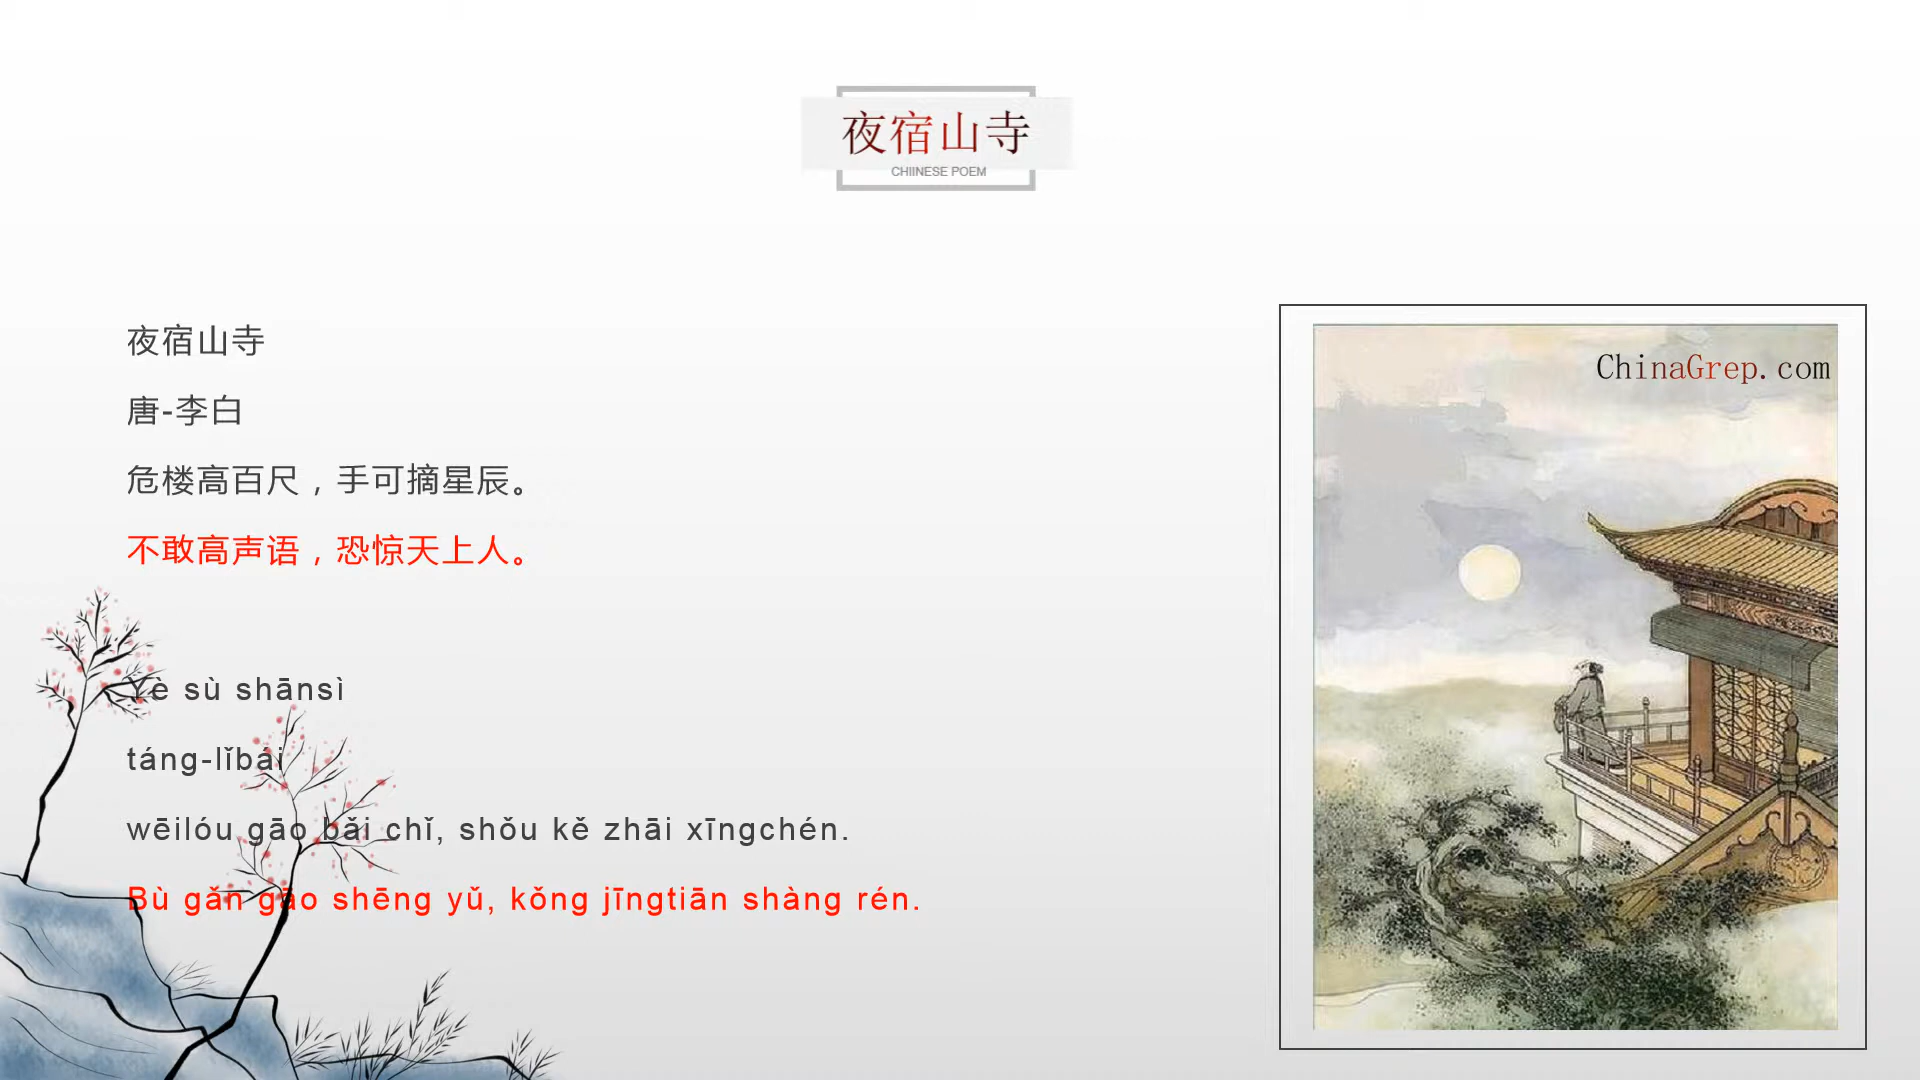 夜宿山寺
CHIINESE POEM
夜宿山寺
唐-李白
危楼高百尺，手可摘星辰。
不敢高声语，恐惊天上人。
Yè sù shānsì
táng-lǐbái
wēilóu gāo bǎi chǐ, shǒu kě zhāi xīngchén.
Bù gǎn gāo shēng yǔ, kǒng jīngtiān shàng rén.
ChinaGrep.com